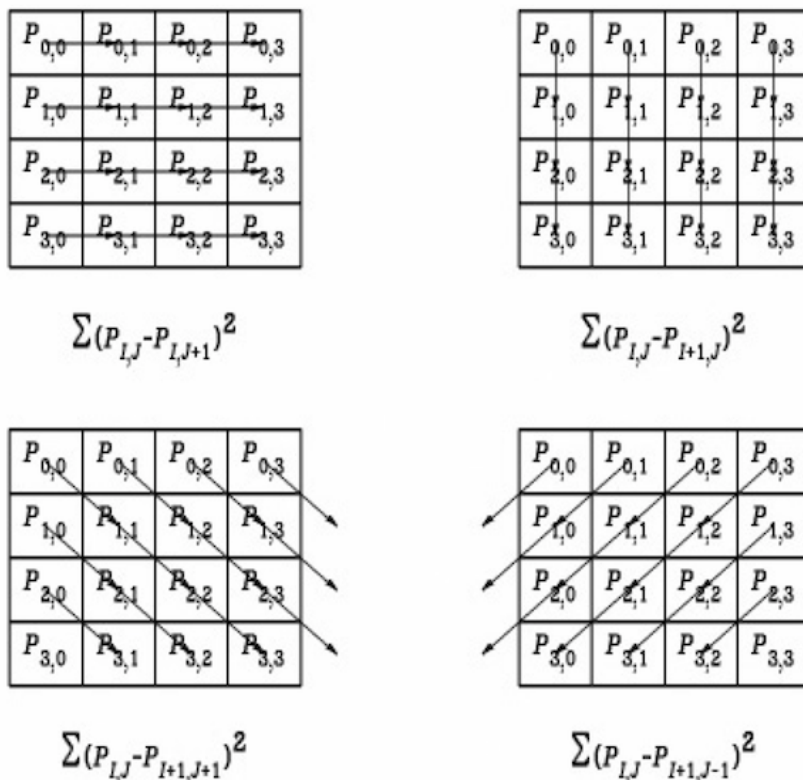 P0,0 P0,1 P0,2 P0,3 P0,0 P0,1 P0,2 P0,3
P1,0 P1,1 P1,2 P1,3 P1,0 P1,1 P1,2 P1,3
P2,0 P2,1 P2,2 P2,3 P2,0 P2,1 P2,2 P2,3
P3,0 P3,1 P3,2 P3,3 P3,0 P3,1 P3,2 P3,3
∑(PI,J-PI,J+1)2 ∑(PI,J-PI+1,J)2
P0,0 P0,1 P0,2 P0,3 P0,0 P0,1 P0,2 P0,3
P1,0 P1,1 P1,2 P1,3 P1,0 P1,1 P1,2 P1,3
P2,0 P2,1 P2,2 P2,3 P2,0 P2,1 P2,2 P2,3
P3,0 P3,1 P3,2 P3,3 P3,0 P3,1 P3,2 P3,3
∑(PI,J-PI+1,J+1)2 ∑(PI,J-PI+1,J-1)2